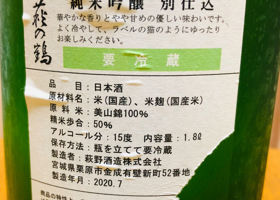 純米吟醸 別仕込
萩の鶴
華やかな香りとやや甘めの優しい味わいです。
よく冷やして、ラベルの猫のようにゆったり
お楽しみください。
要冷蔵
品目：日本酒
原材料名：米(国産)、米麹(国産米)
原料米：美山錦100％
精米歩合：50％
アルコール分：15度 内容量：1.8ℓ
保存方法：瓶を立てて要冷蔵
製造者：萩野酒造株式会社
宮城県栗原市金成有壁新町52番地
製造年月：2020.7